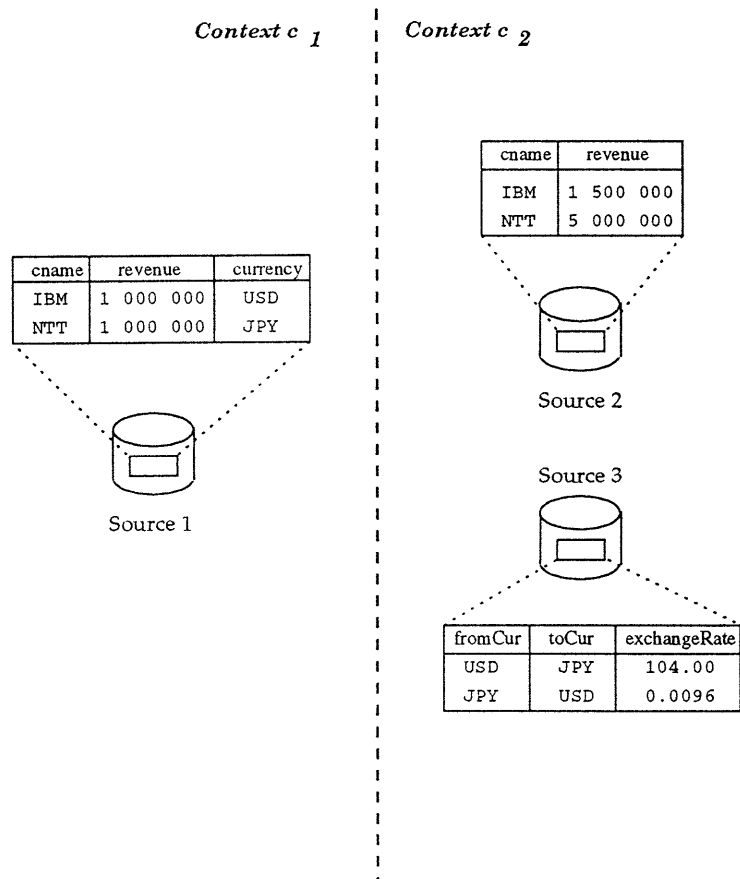 Context c 1
Context c 2
cname revenue
IBM 1 500 000
NTT 5 000 000
cname revenue currency
IBM 1 000 000 USD
NTT 1 000 000 JPY
Source 2
Source 3
Source 1
fromCur toCur exchangeRate
USD JPY 104.00
JPY USD 0.0096